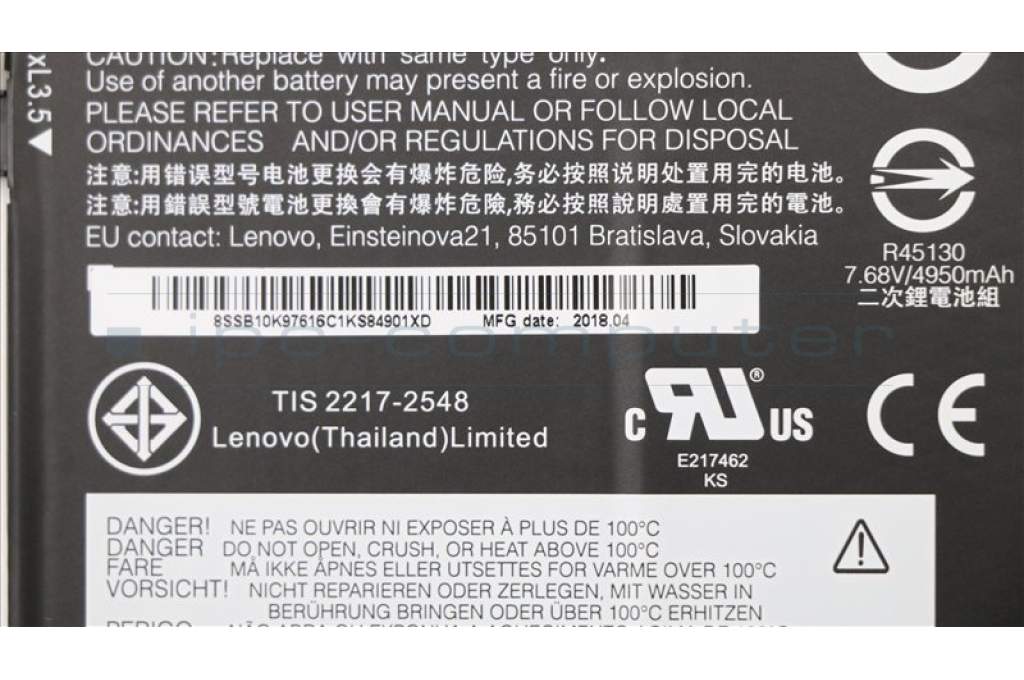 xL3.5
CAUTION:Replace with same type only.
Use of another battery may present a fire or explosion.
PLEASE REFER TO USER MANUAL OR FOLLOW LOCAL
ORDINANCES AND/OR REGULATIONS FOR DISPOSAL
注意:用错误型号电池更换会有爆炸危险,务必按照说明处置用完的电池。
注意:用錯誤型號電池更換會有爆炸危險,務必按照說明處置用完的電池。
EU contact: Lenovo, Einsteinova21, 85101 Bratislava, Slovakia
R45130
7.68V/4950mAh
二次鋰電池組
8SSB10K97616C1KS84901XD MFG date: 2018.04
ipc-computer
TIS 2217-2548
Lenovo(Thailand)Limited
C RU ® US
E217462
KS
CE
DANGER! NE PAS OUVRIR NI EXPOSER À PLUS DE 100°C
DANGER DO NOT OPEN, CRUSH, OR HEAT ABOVE 100°C
FARE MÅ IKKE ÅPNES ELLER UTSETTES FOR VARME OVER 100°C
VORSICHT! NICHT REPARIEREN ODER ZERLEGEN, MIT WASSER IN
BERÜHRUNG BRINGEN ODER ÜBER 100°C ERHITZEN